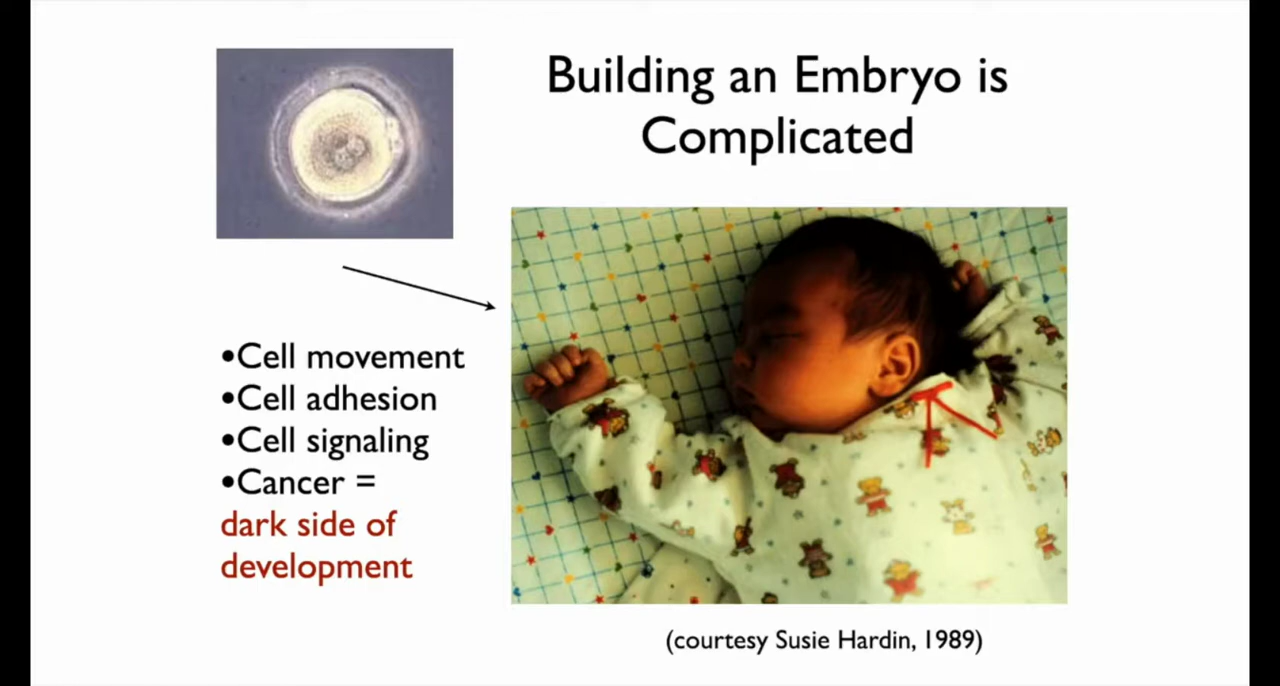 Building an Embryo is
Complicated
•Cell movement
•Cell adhesion
•Cell signaling
•Cancer =
dark side of
development
(courtesy Susie Hardin, 1989)